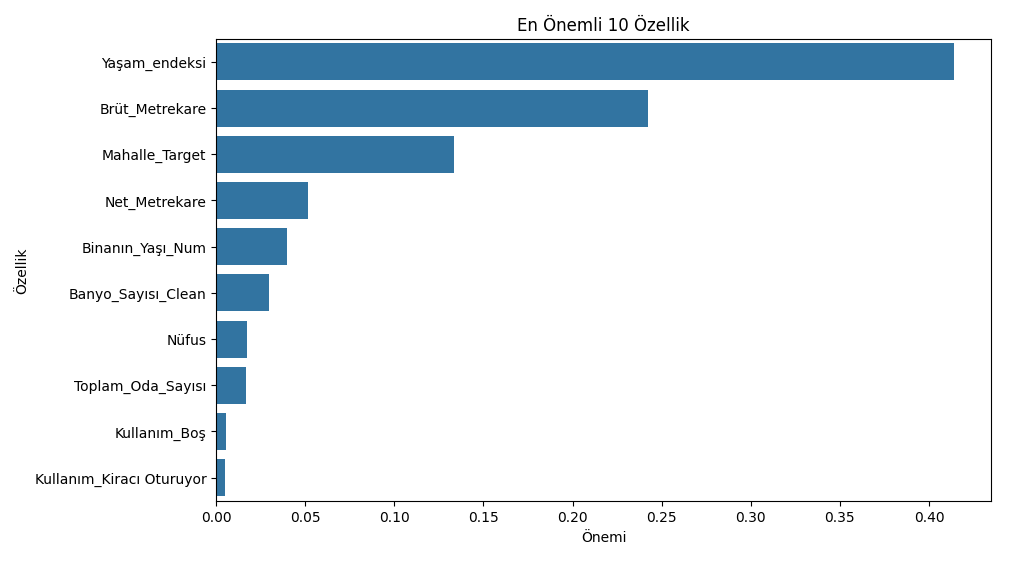 En Önemli 10 Özellik
Yaşam_endeksi
Brüt_Metrekare
Mahalle_Target
Net_Metrekare
Binanın_Yaşı_Num
Banyo_Sayısı_Clean
Nüfus
Toplam_Oda_Sayısı
Kullanım_Boş
Kullanım_Kiracı Oturuyor
Özellik
0.00 0.05 0.10 0.15 0.20 0.25 0.30 0.35 0.40
Önemi